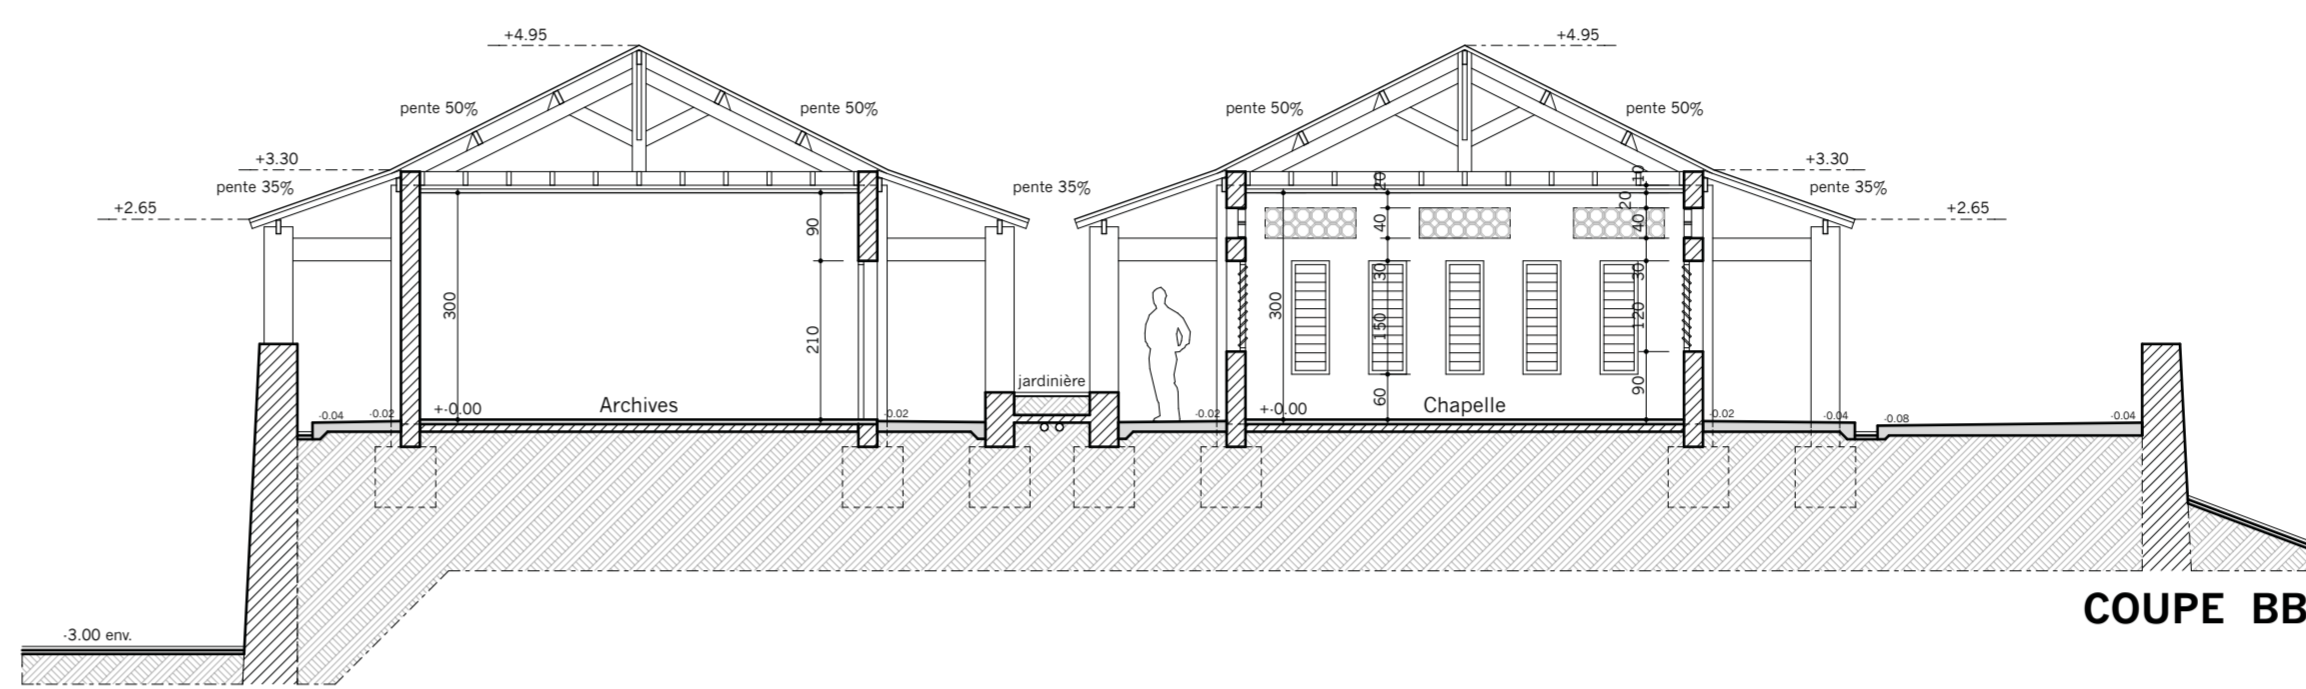 +4.95
+4.95
pente 50%
pente 50%
pente 50%
pente 50%
+3.30
+3.30
pente 35%
pente 35%
pente 35%
+2.65
+2.65
20
10
20
90
40
40
30
30
300
210
300
150
120
60
90
jardinière
Archives
Chapelle
+-0.00
+-0.00
-0.04
-0.02
-0.02
-0.02
-0.02
-0.04
-0.08
-0.04
COUPE BB
-3.00 env.